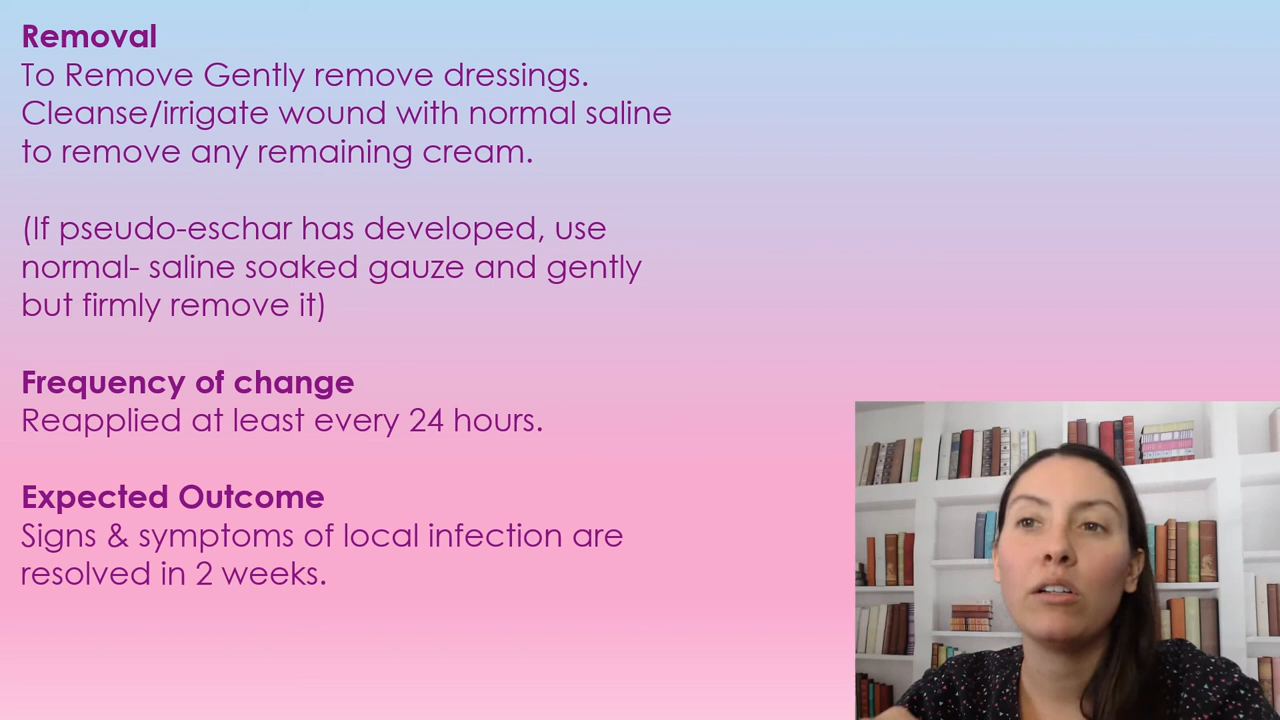 Removal
To Remove Gently remove dressings.
Cleanse/irrigate wound with normal saline
to remove any remaining cream.
(If pseudo-eschar has developed, use
normal- saline soaked gauze and gently
but firmly remove it)
Frequency of change
Reapplied at least every 24 hours.
Expected Outcome
Signs & symptoms of local infection are
resolved in 2 weeks.